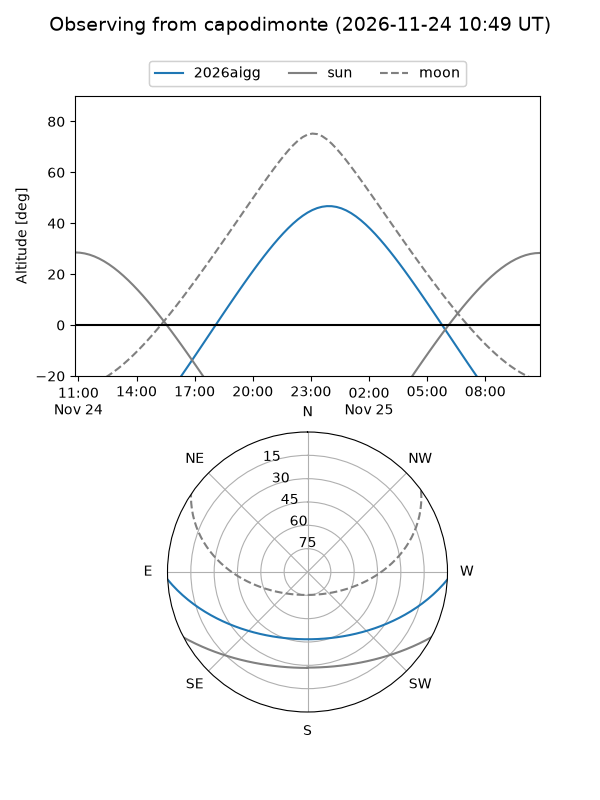 Observing from capodimonte (2026-11-24 10:49 UT)
2026aigg sun moon
Altitude [deg]
80
60
40
20
0
−20
11:00 14:00 17:00 20:00 23:00 02:00 05:00 08:00
Nov 24 Nov 25
N
NE NW
15
30
45
60
75
E W
SE SW
S